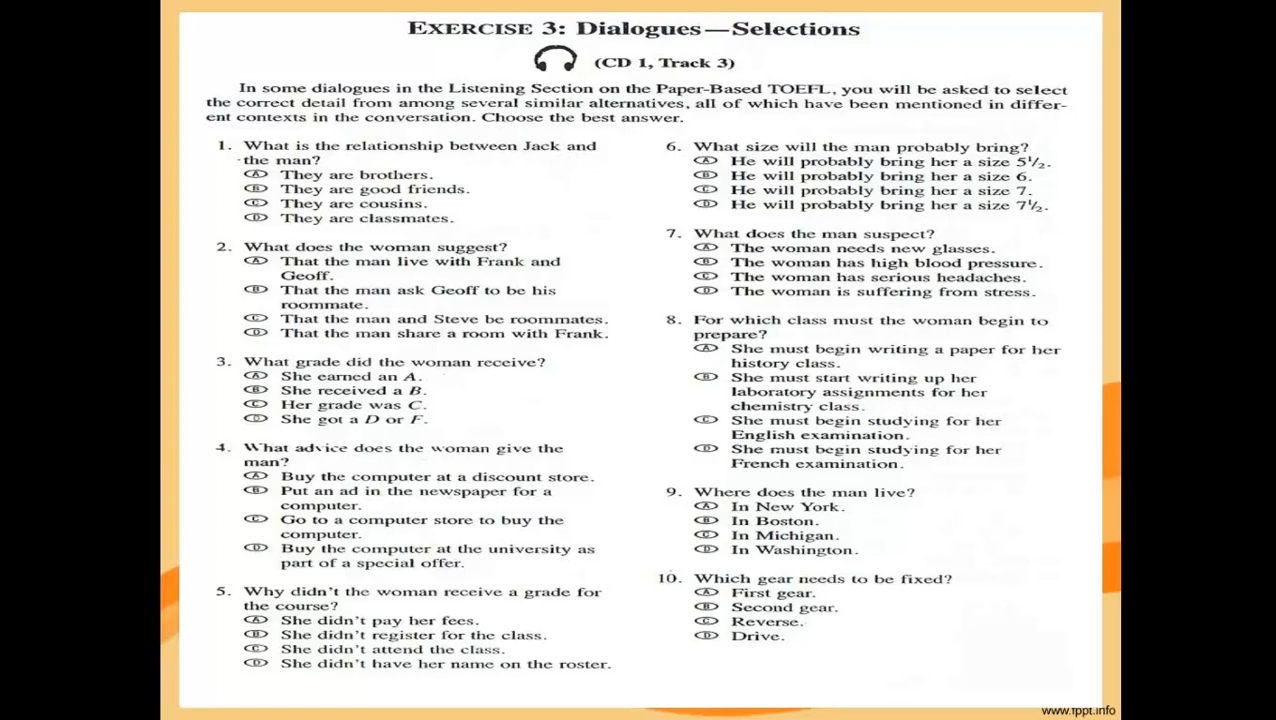 EXERCISE 3: Dialogues—Selections
(CD 1, Track 3)
In some dialogues in the Listening Section on the Paper-Based TOEFL, you will be asked to select
the correct detail from among several similar alternatives, all of which have been mentioned in differ-
ent contexts in the conversation. Choose the best answer.
1. What is the relationship between Jack and
the man?
A They are brothers.
B They are good friends.
C They are cousins.
D They are classmates.
2. What does the woman suggest?
A That the man live with Frank and
Geoff.
B That the man ask Geoff to be his
roommate.
C That the man and Steve be roommates.
D That the man share a room with Frank.
3. What grade did the woman receive?
A She earned an A.
B She received a B.
C Her grade was C.
D She got a D or F.
4. What advice does the woman give the
man?
A Buy the computer at a discount store.
B Put an ad in the newspaper for a
computer.
C Go to a computer store to buy the
computer.
D Buy the computer at the university as
part of a special offer.
5. Why didn't the woman receive a grade for
the course?
A She didn't pay her fees.
B She didn't register for the class.
C She didn't attend the class.
D She didn't have her name on the roster.
6. What size will the man probably bring?
A He will probably bring her a size 5½.
B He will probably bring her a size 6.
C He will probably bring her a size 7.
D He will probably bring her a size 7½.
7. What does the man suspect?
A The woman needs new glasses.
B The woman has high blood pressure.
C The woman has serious headaches.
D The woman is suffering from stress.
8. For which class must the woman begin to
prepare?
A She must begin writing a paper for her
history class.
B She must start writing up her
laboratory assignments for her
chemistry class.
C She must begin studying for her
English examination.
D She must begin studying for her
French examination.
9. Where does the man live?
A In New York.
B In Boston.
C In Michigan.
D In Washington.
10. Which gear needs to be fixed?
A First gear.
B Second gear.
C Reverse.
D Drive.
www.fppt.info